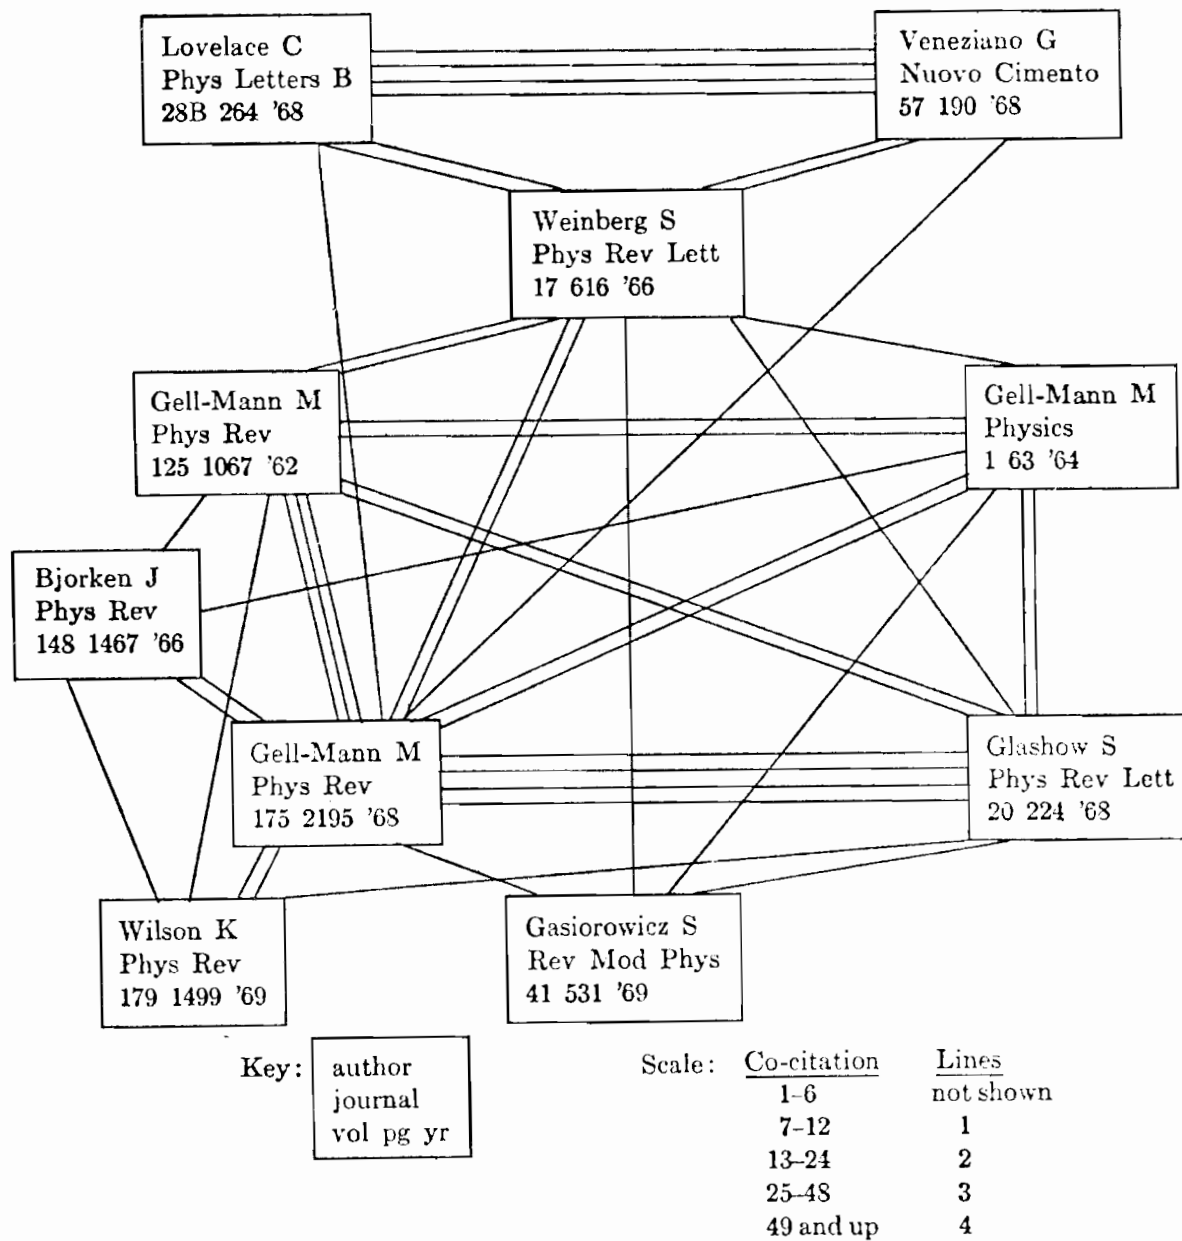 Lovelace C
Phys Letters B
28B 264 '68
Veneziano G
Nuovo Cimento
57 190 '68
Weinberg S
Phys Rev Lett
17 616 '66
Gell-Mann M
Phys Rev
125 1067 '62
Gell-Mann M
Physics
1 63 '64
Bjorken J
Phys Rev
148 1467 '66
Gell-Mann M
Phys Rev
175 2195 '68
Glashow S
Phys Rev Lett
20 224 '68
Wilson K
Phys Rev
179 1499 '69
Gasiorowicz S
Rev Mod Phys
41 531 '69
Key:
author
journal
vol pg yr
Scale: Co-citation Lines
1-6 not shown
7-12 1
13-24 2
25-48 3
49 and up 4